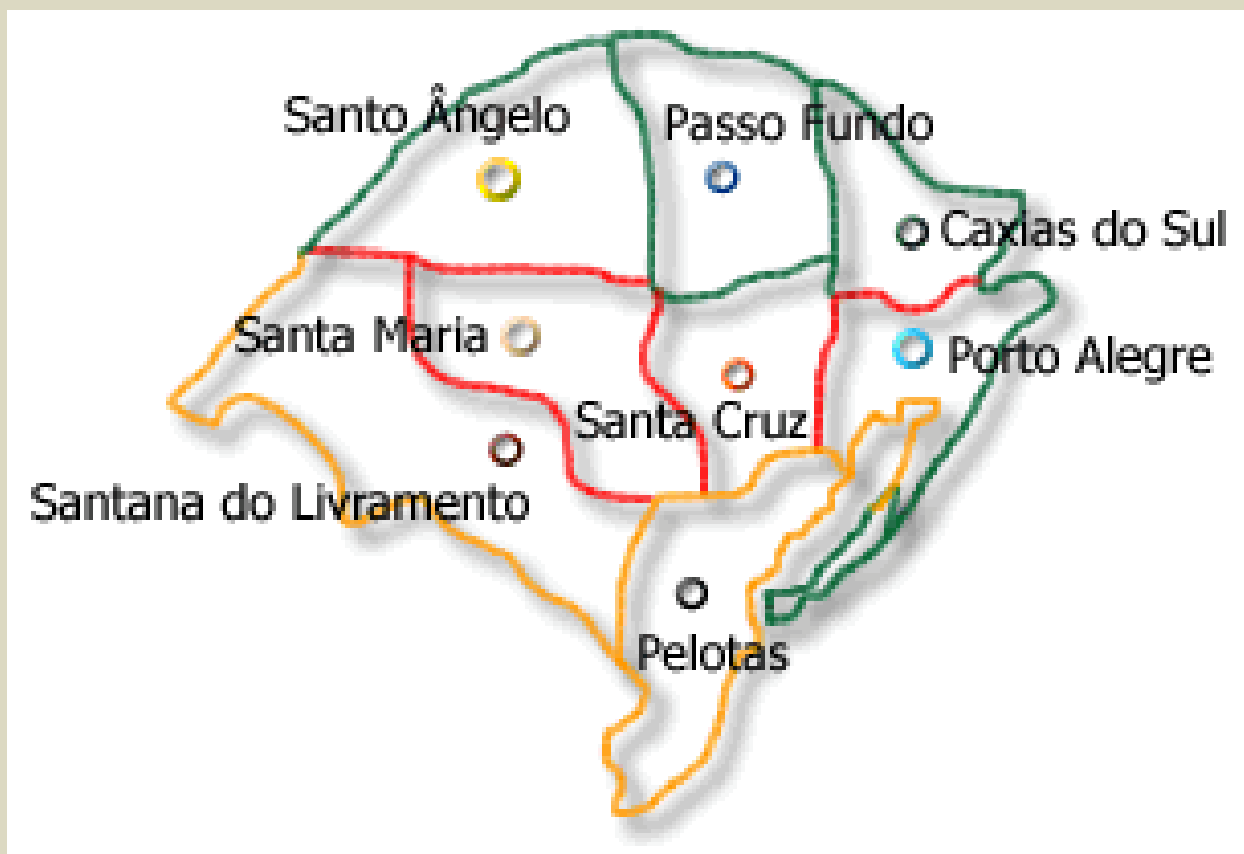 Santo Ângelo
Passo Fundo
Caxias do Sul
Santa Maria
Porto Alegre
Santa Cruz
Santana do Livramento
Pelotas